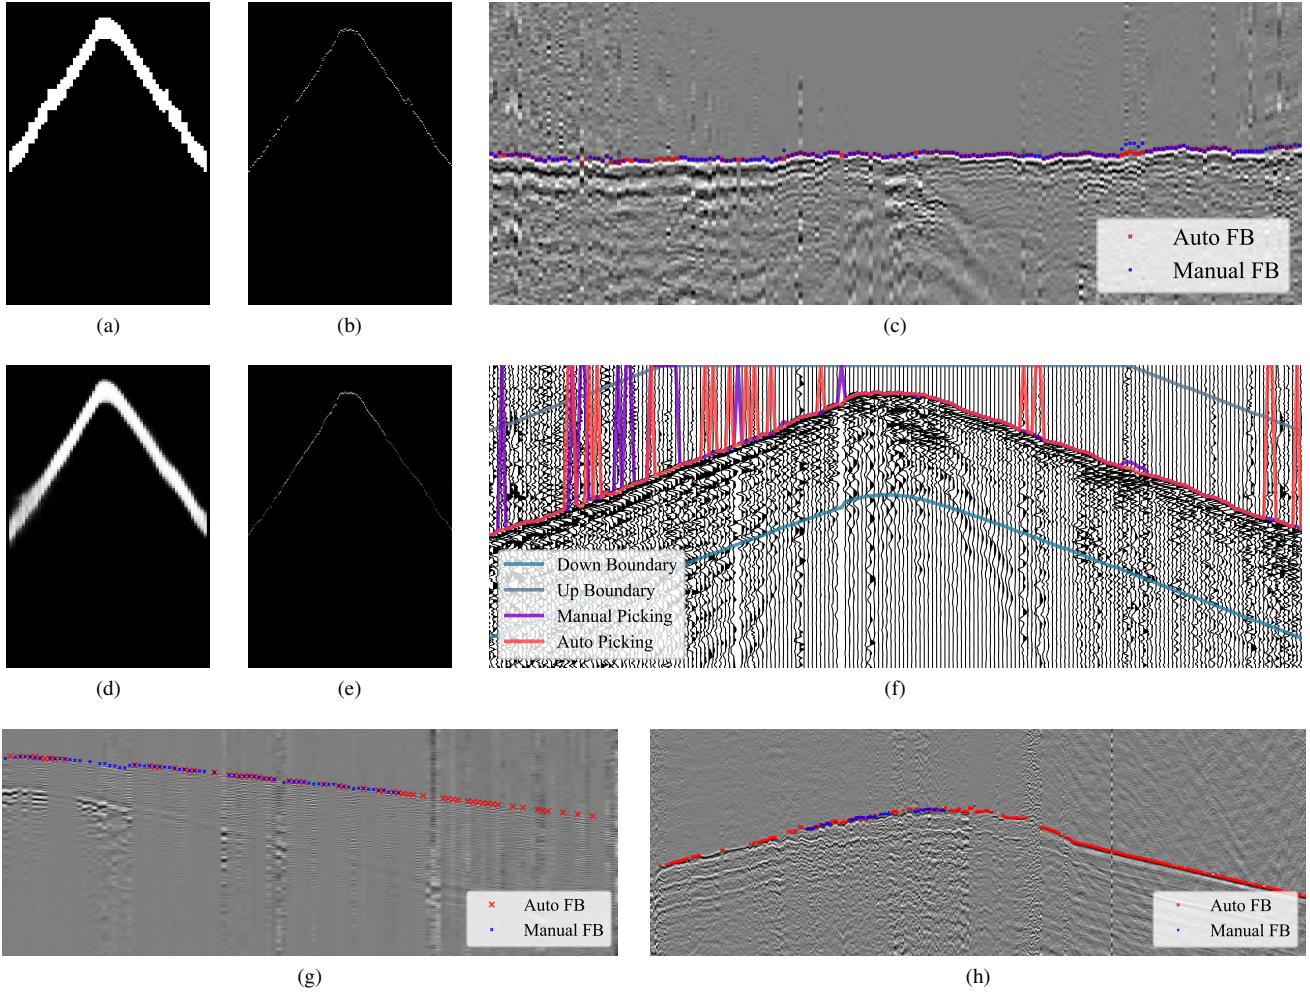 (a)
(b)
Auto FB
Manual FB
(c)
(d)
(e)
Down Boundary
Up Boundary
Manual Picking
Auto Picking
(f)
Auto FB
Manual FB
(g)
Auto FB
Manual FB
(h)